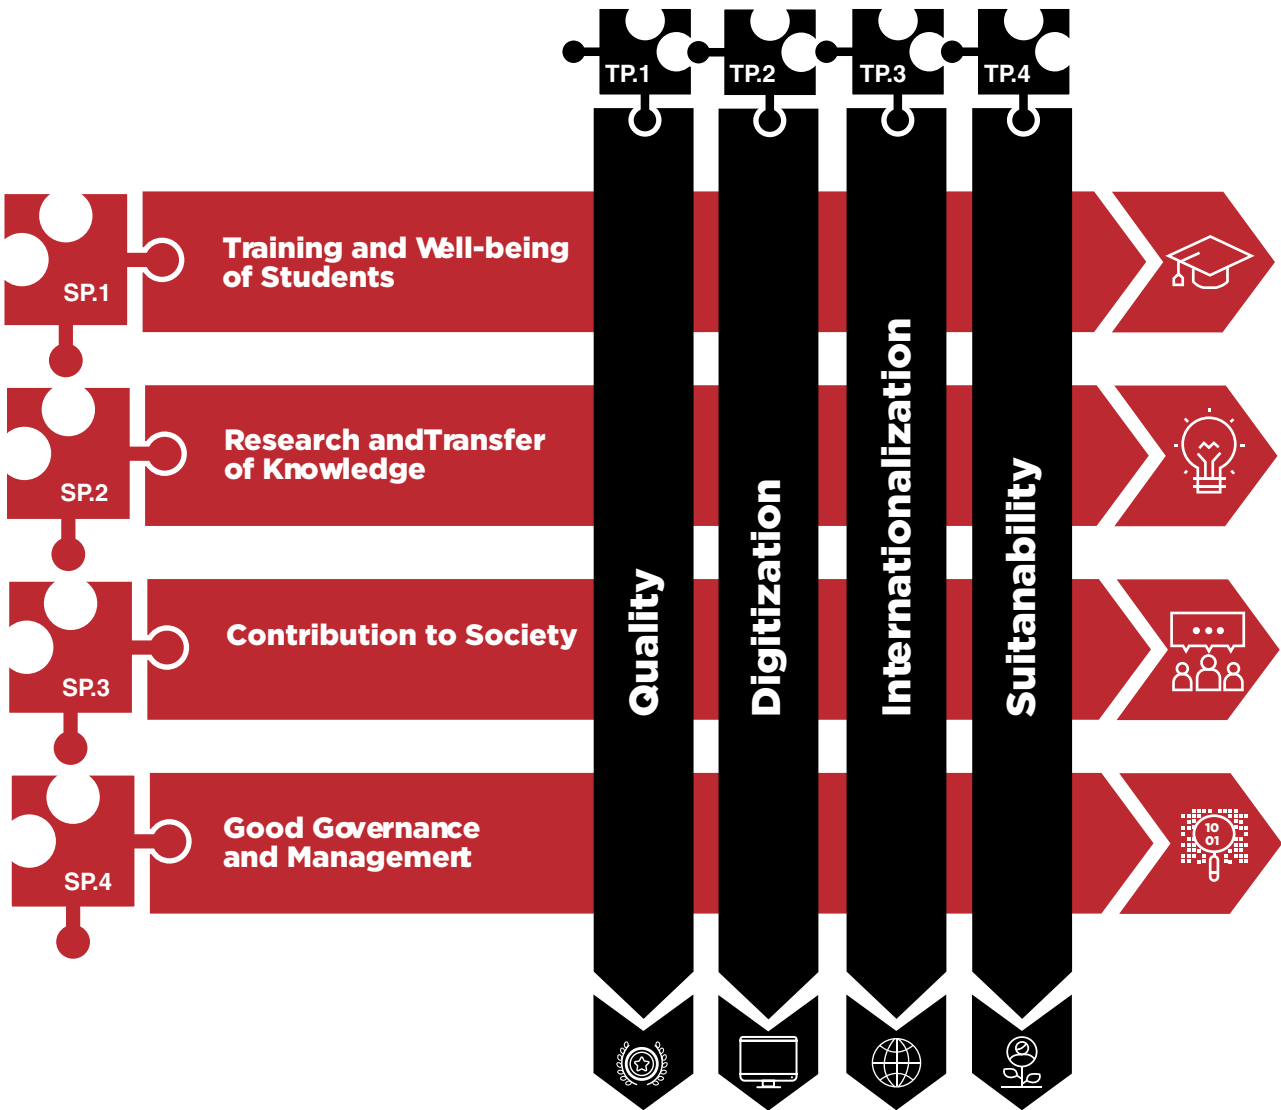 TP.1
TP.2
TP.3
TP.4
SP.1
Training and Well-being
of Students
SP.2
Research andTransfer
of Knowledge
SP.3
Contribution to Society
SP.4
Good Governance
and Management
Quality
Digitization
Internationalization
Suitanability
10
01